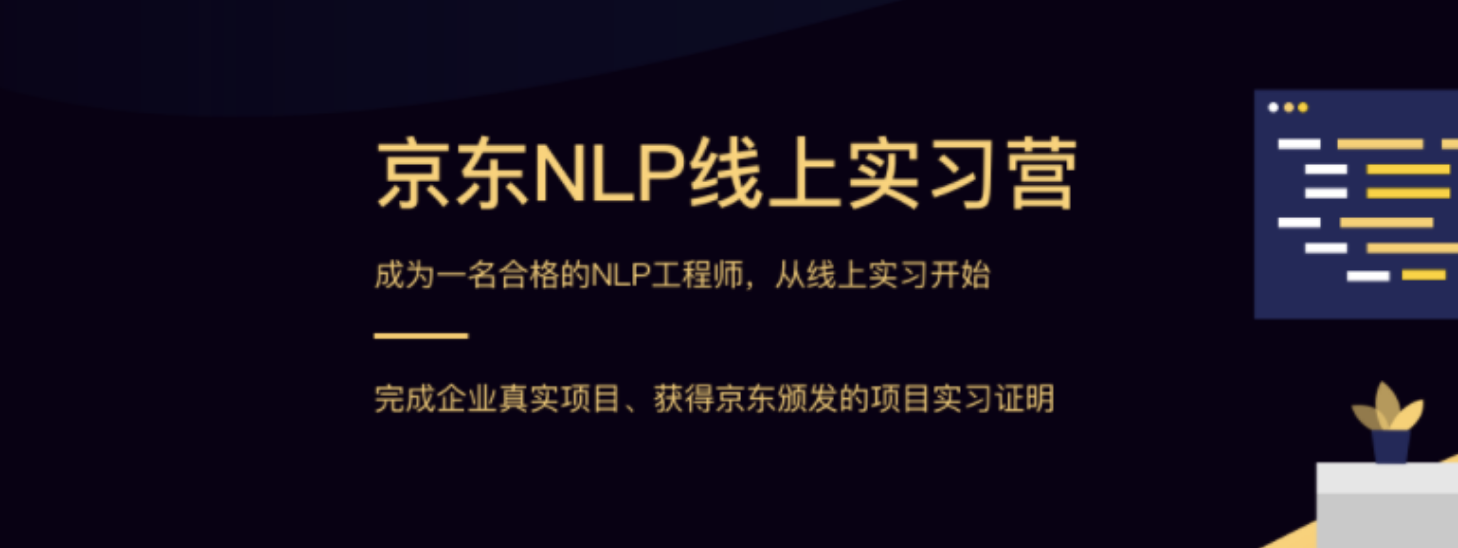 京东NLP线上实习营
成为一名合格的NLP工程师，从线上实习开始
完成企业真实项目、获得京东颁发的项目实习证明